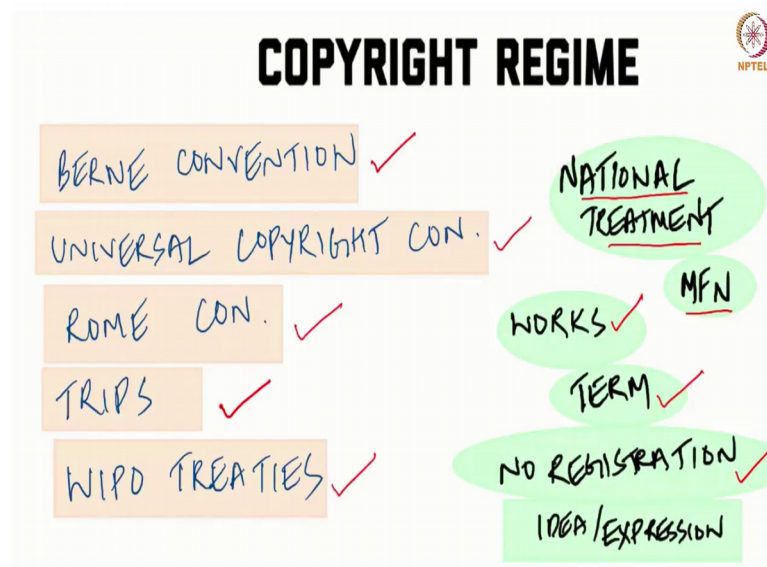 COPYRIGHT REGIME
NPTEL
BERNE CONVENTION
UNIVERSAL COPYRIGHT CON.
ROME CON.
TRIPS
WIPO TREATIES
NATIONAL
TREATMENT
MFN
WORKS
TERM
NO REGISTRATION
IDEA/EXPRESSION